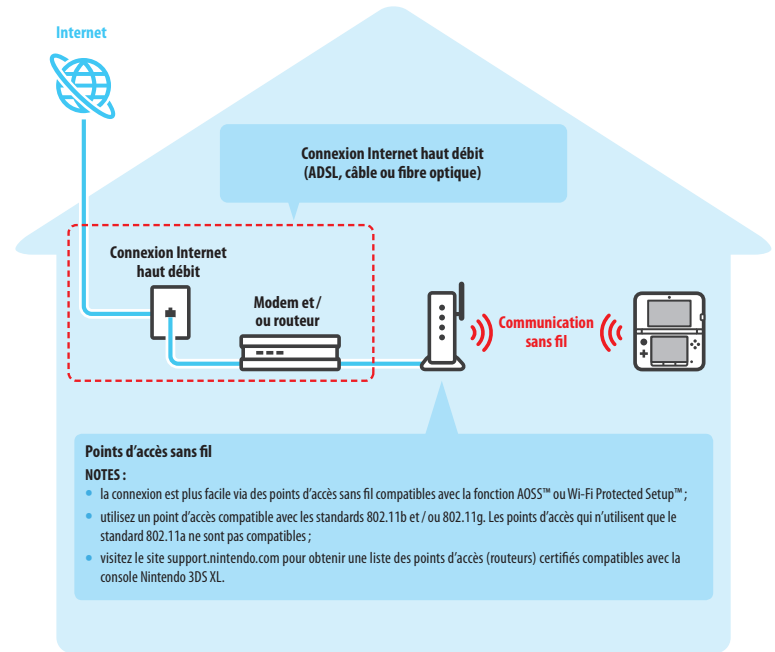 Internet
Connexion Internet haut débit
(ADSL, câble ou fibre optique)
Connexion Internet
haut débit
Modem et /
ou routeur
Communication
sans fil
Points d’accès sans fil
NOTES :
• la connexion est plus facile via des points d’accès sans fil compatibles avec la fonction AOSS™ ou Wi-Fi Protected Setup™ ;
• utilisez un point d’accès compatible avec les standards 802.11b et / ou 802.11g. Les points d’accès qui n’utilisent que le
standard 802.11a ne sont pas compatibles ;
• visitez le site support.nintendo.com pour obtenir une liste des points d’accès (routeurs) certifiés compatibles avec la
console Nintendo 3DS XL.